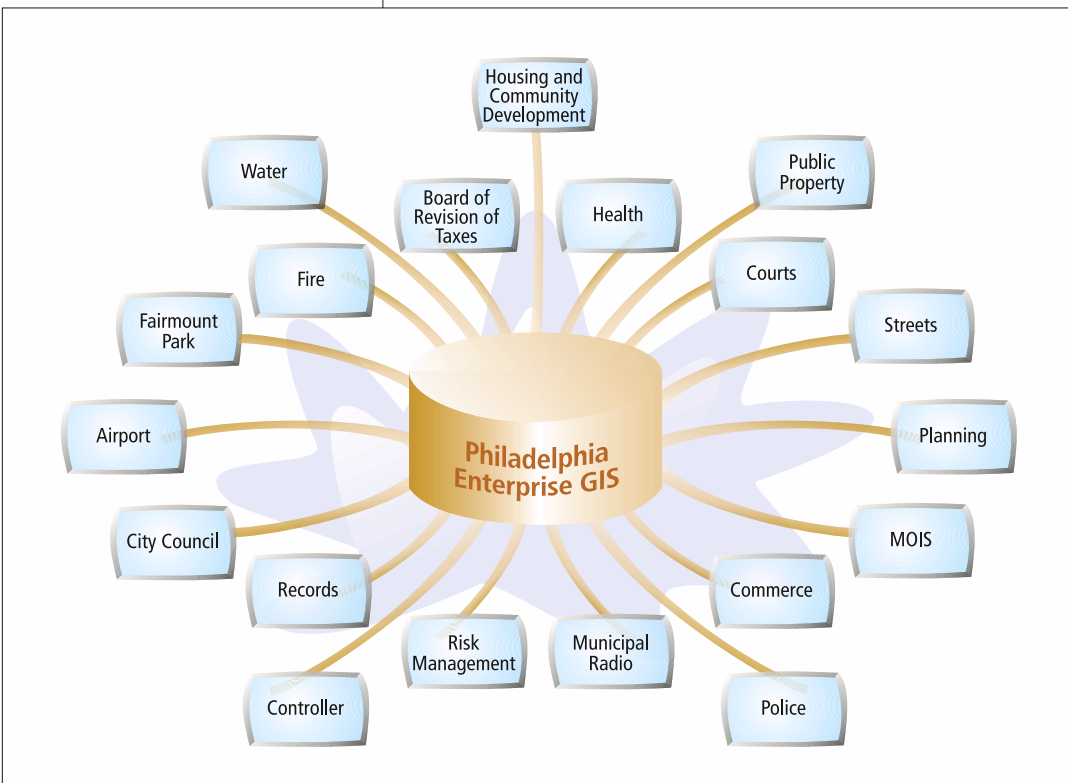 Housing and
Community
Development
Water
Public
Property
Board of
Revision of
Taxes
Health
Fire
Courts
Fairmount
Park
Streets
Airport
Planning
Philadelphia
Enterprise GIS
City Council
MOIS
Records
Commerce
Risk
Management
Municipal
Radio
Controller
Police